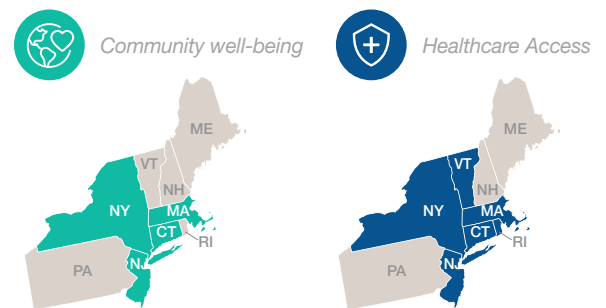 Community well-being
Healthcare Access
ME
VT
NH
NY
MA
CT
RI
PA
NJ
ME
VT
NH
NY
MA
CT
RI
PA
NJ